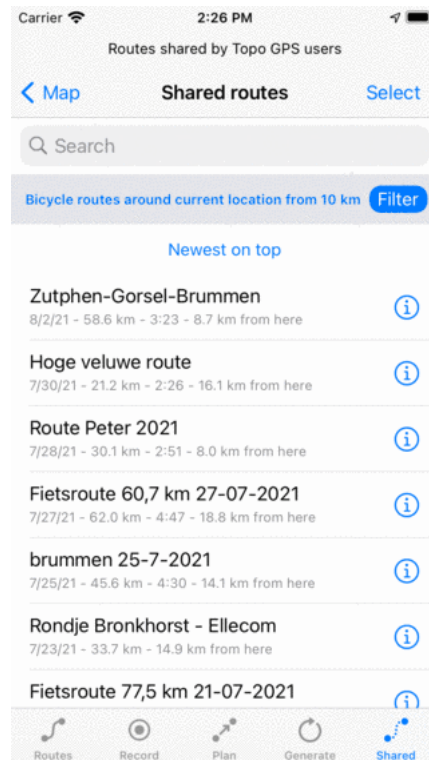 Carrier 2:26 PM
Routes shared by Topo GPS users
Map Shared routes Select
Search
Bicycle routes around current location from 10 km Filter
Newest on top
Zutphen-Gorsel-Brummen
8/2/21 - 58.6 km - 3:23 - 8.7 km from here
Hoge veluwe route
7/30/21 - 21.2 km - 2:26 - 16.1 km from here
Route Peter 2021
7/28/21 - 30.1 km - 2:51 - 8.0 km from here
Fietsroute 60,7 km 27-07-2021
7/27/21 - 62.0 km - 4:47 - 18.8 km from here
brummen 25-7-2021
7/25/21 - 45.6 km - 4:30 - 14.1 km from here
Rondje Bronkhorst - Ellecom
7/23/21 - 33.7 km - 14.9 km from here
Fietsroute 77,5 km 21-07-2021
Routes Record Plan Generate Shared